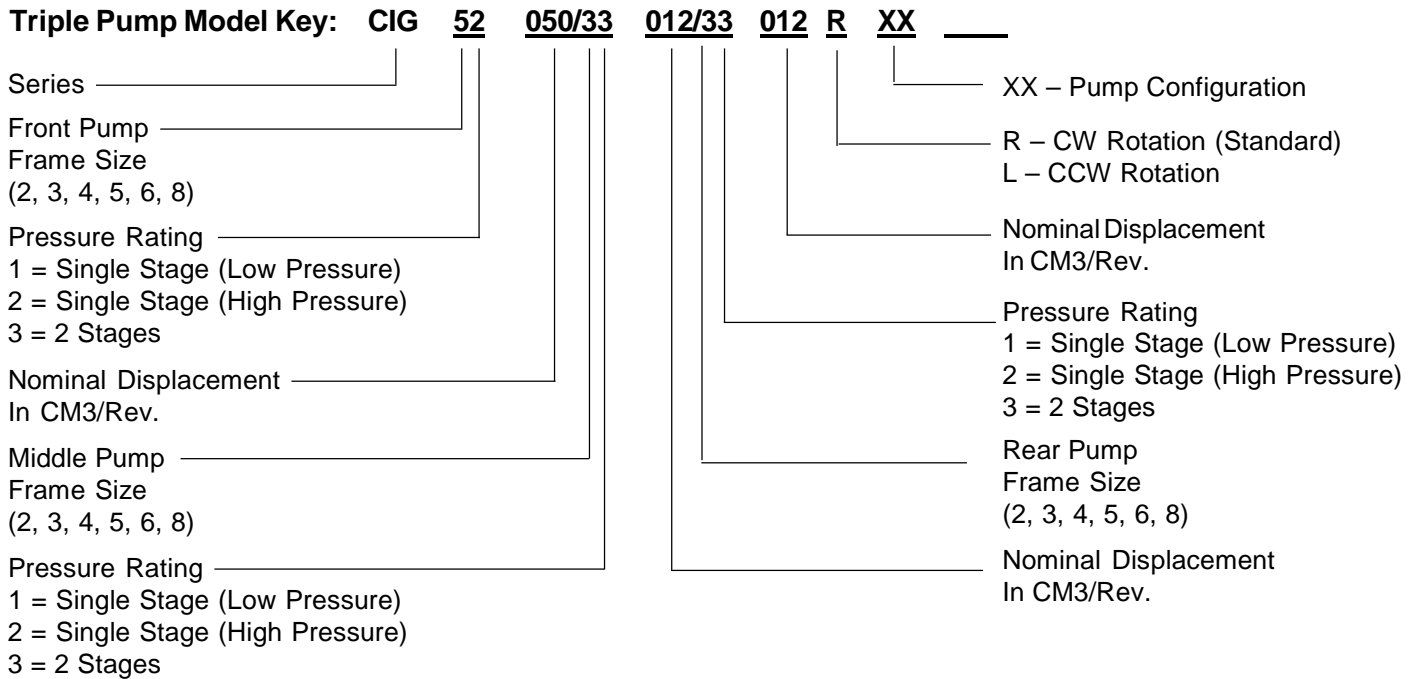 Triple Pump Model Key: CIG 52 050/33 012/33 012 R XX
Series
Front Pump
Frame Size
(2, 3, 4, 5, 6, 8)
Pressure Rating
1 = Single Stage (Low Pressure)
2 = Single Stage (High Pressure)
3 = 2 Stages
Nominal Displacement
In CM3/Rev.
Middle Pump
Frame Size
(2, 3, 4, 5, 6, 8)
Pressure Rating
1 = Single Stage (Low Pressure)
2 = Single Stage (High Pressure)
3 = 2 Stages
XX – Pump Configuration
R – CW Rotation (Standard)
L – CCW Rotation
Nominal Displacement
In CM3/Rev.
Pressure Rating
1 = Single Stage (Low Pressure)
2 = Single Stage (High Pressure)
3 = 2 Stages
Rear Pump
Frame Size
(2, 3, 4, 5, 6, 8)
Nominal Displacement
In CM3/Rev.